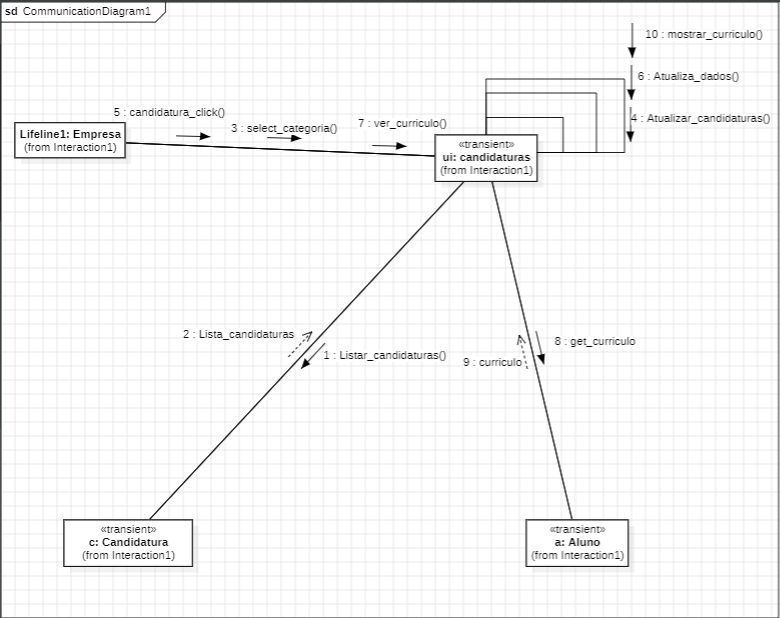 sd CommunicationDiagram1
10 : mostrar_curriculo()
6 : Atualiza_dados()
4 : Atualizar_candidaturas()
5 : candidatura_click()
3 : select_categoria()
7 : ver_curriculo()
Lifeline1: Empresa
(from Interaction1)
«transient»
ui: candidaturas
(from Interaction1)
2 : Lista_candidaturas
1 : Listar_candidaturas()
8 : get_curriculo
9 : curriculo
«transient»
c: Candidatura
(from Interaction1)
«transient»
a: Aluno
(from Interaction1)